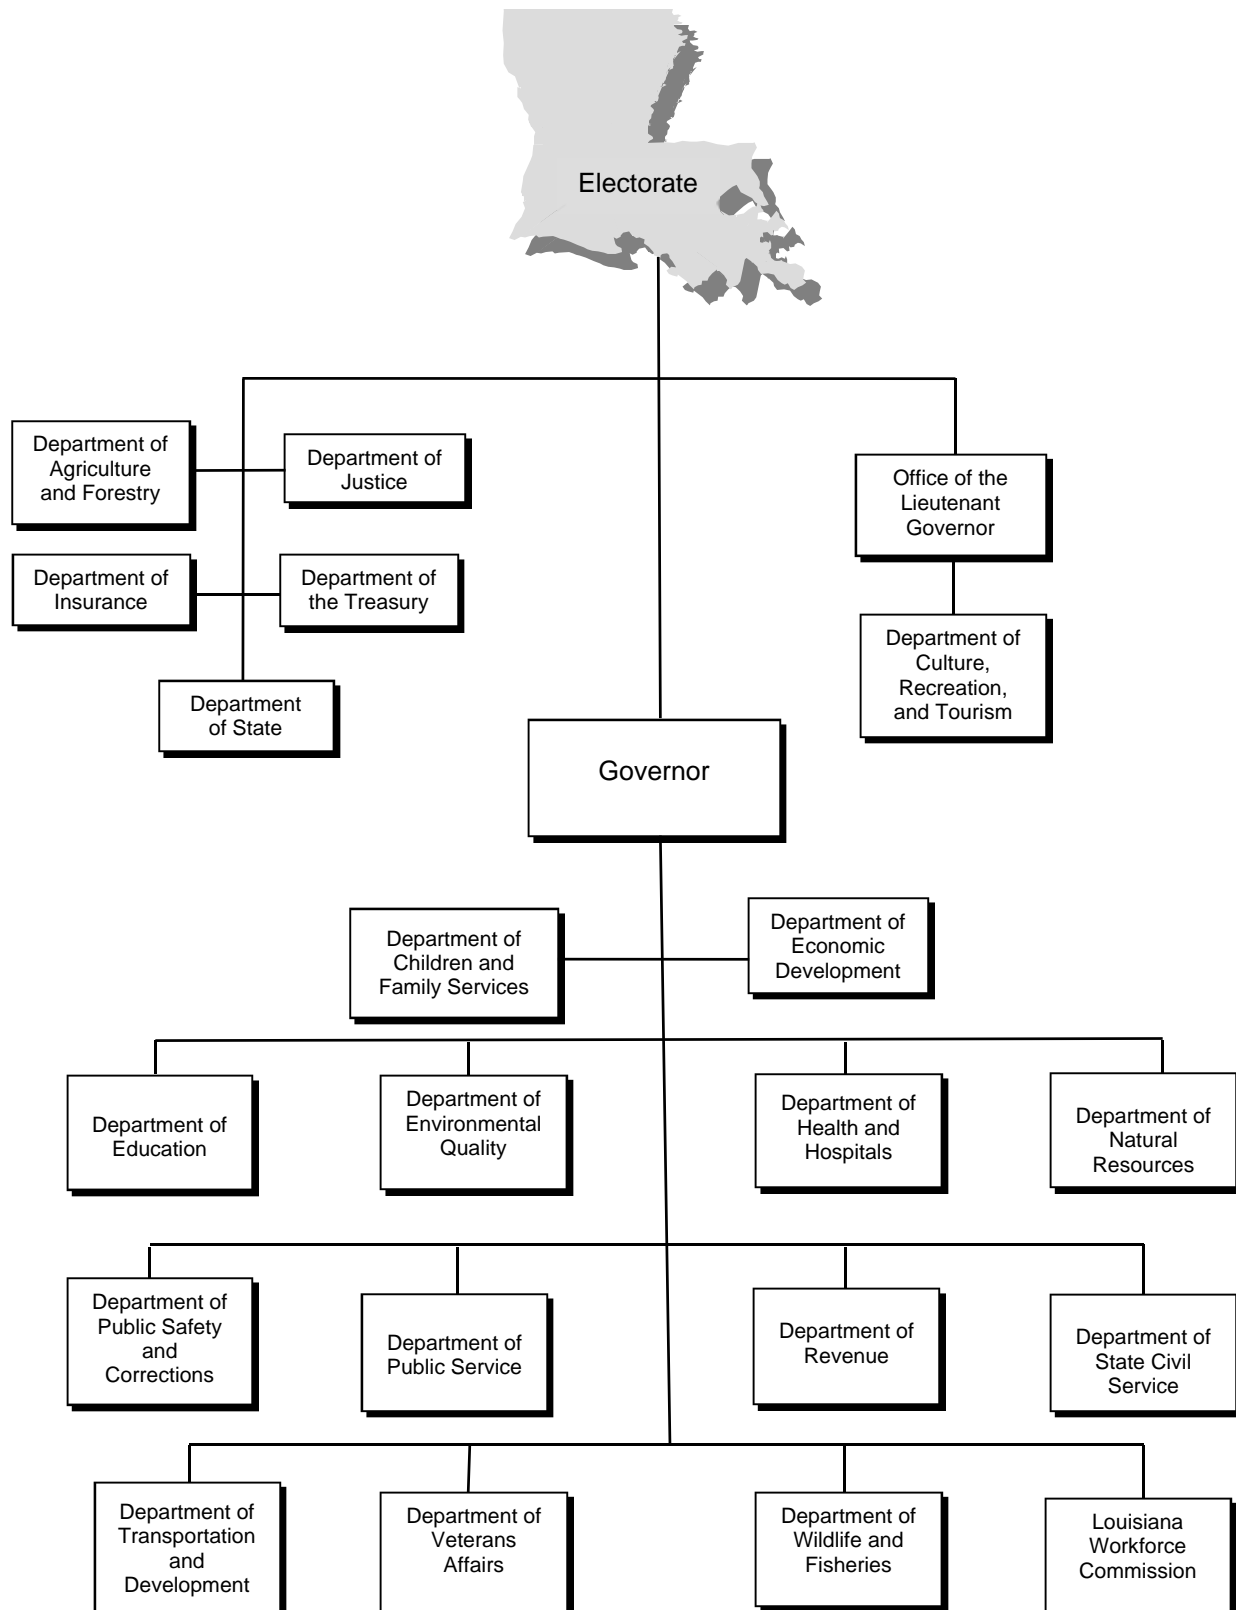 Electorate
Department of
Agriculture
and Forestry
Department of
Justice
Office of the
Lieutenant
Governor
Department of
Insurance
Department of
the Treasury
Department of
Culture,
Recreation,
and Tourism
Department
of State
Governor
Department of
Children and
Family Services
Department of
Economic
Development
Department of
Education
Department of
Environmental
Quality
Department of
Health and
Hospitals
Department of
Natural
Resources
Department of
Public Safety
and
Corrections
Department of
Public Service
Department of
Revenue
Department of
State Civil
Service
Department of
Transportation
and
Development
Department of
Veterans
Affairs
Department of
Wildlife and
Fisheries
Louisiana
Workforce
Commission